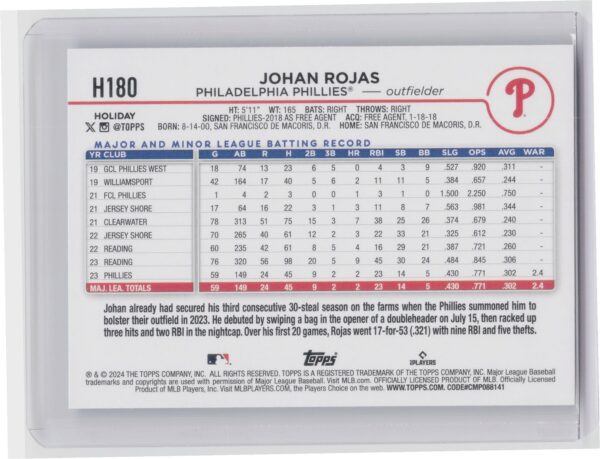 H180
JOHAN ROJAS
PHILADELPHIA PHILLIES® — outfielder
P
HOLIDAY
X @TOPPS
HT: 5'11" WT: 165 BATS: RIGHT THROWS: RIGHT
SIGNED: PHILLIES-2018 AS FREE AGENT ACQ: FREE AGENT, 1-18-18
BORN: 8-14-00, SAN FRANCISCO DE MACORIS, D.R. HOME: SAN FRANCISCO DE MACORIS, D.R.
MAJOR AND MINOR LEAGUE BATTING RECORD
YR CLUB G AB R H 2B 3B HR RBI SB BB SLG OPS AVG WAR
19 GCL PHILLIES WEST 18 74 13 23 6 5 0 4 3 9 .527 .920 .311 -
19 WILLIAMSPORT 42 164 17 40 5 6 2 11 11 5 .384 .657 .244 -
21 FCL PHILLIES 1 4 2 3 0 0 1 3 0 0 1.500 2.250 .750 -
21 JERSEY SHORE 17 64 16 22 3 1 3 11 8 7 .563 .981 .344 -
21 CLEARWATER 78 313 51 75 15 3 7 38 25 26 .374 .679 .240 -
22 JERSEY SHORE 70 265 40 61 12 2 3 22 33 21 .325 .612 .230 -
22 READING 60 235 42 61 8 5 4 16 29 21 .387 .721 .260 -
23 READING 76 320 56 98 20 5 9 45 30 24 .484 .845 .306 -
23 PHILLIES 59 149 24 45 9 2 2 23 14 5 .430 .771 .302 2.4
MAJ. LEA. TOTALS 59 149 24 45 9 2 2 23 14 5 .430 .771 .302 2.4
Johan already had secured his third consecutive 30-steal season on the farms when the Phillies summoned him to
bolster their outfield in 2023. He debuted by swiping a bag in the opener of a doubleheader on July 15, then racked up
three hits and two RBI in the nightcap. Over his first 20 games, Rojas went 17-for-53 (.321) with nine RBI and five thefts.
Topps
PLAYERS
® & © 2024 THE TOPPS COMPANY, INC. ALL RIGHTS RESERVED. TOPPS IS A REGISTERED TRADEMARK OF THE TOPPS COMPANY, INC. Major League Baseball
trademarks and copyrights are used with permission of Major League Baseball. Visit MLB.com. OFFICIALLY LICENSED PRODUCT OF MLB. Officially Licensed
Product of MLB Players, Inc. Visit MLBPLAYERS.COM, the Players Choice on the web. WWW.TOPPS.COM. CODE#CMP088141